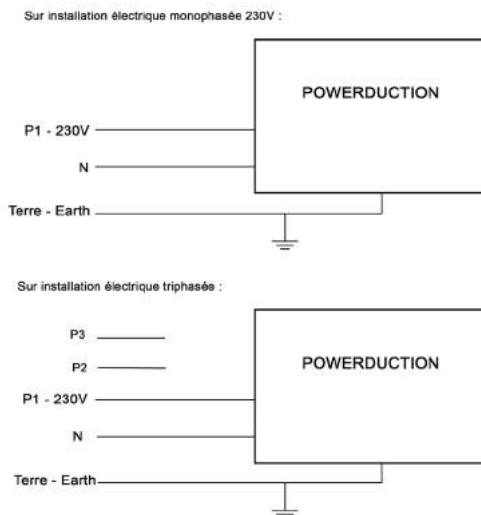 Sur installation électrique monophasée 230V :
POWERDUCTION
P1 - 230V
N
Terre - Earth
Sur installation électrique triphasée :
P3
P2
POWERDUCTION
P1 - 230V
N
Terre - Earth